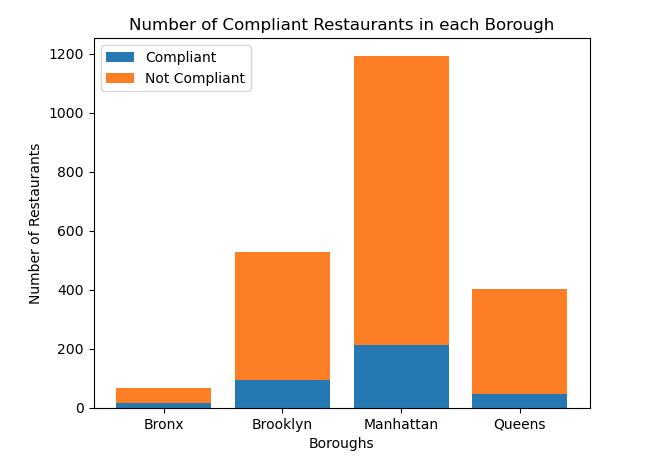 Number of Compliant Restaurants in each Borough
Compliant
Not Compliant
1200
1000
800
600
400
200
0
Number of Restaurants
Bronx Brooklyn Manhattan Queens
Boroughs